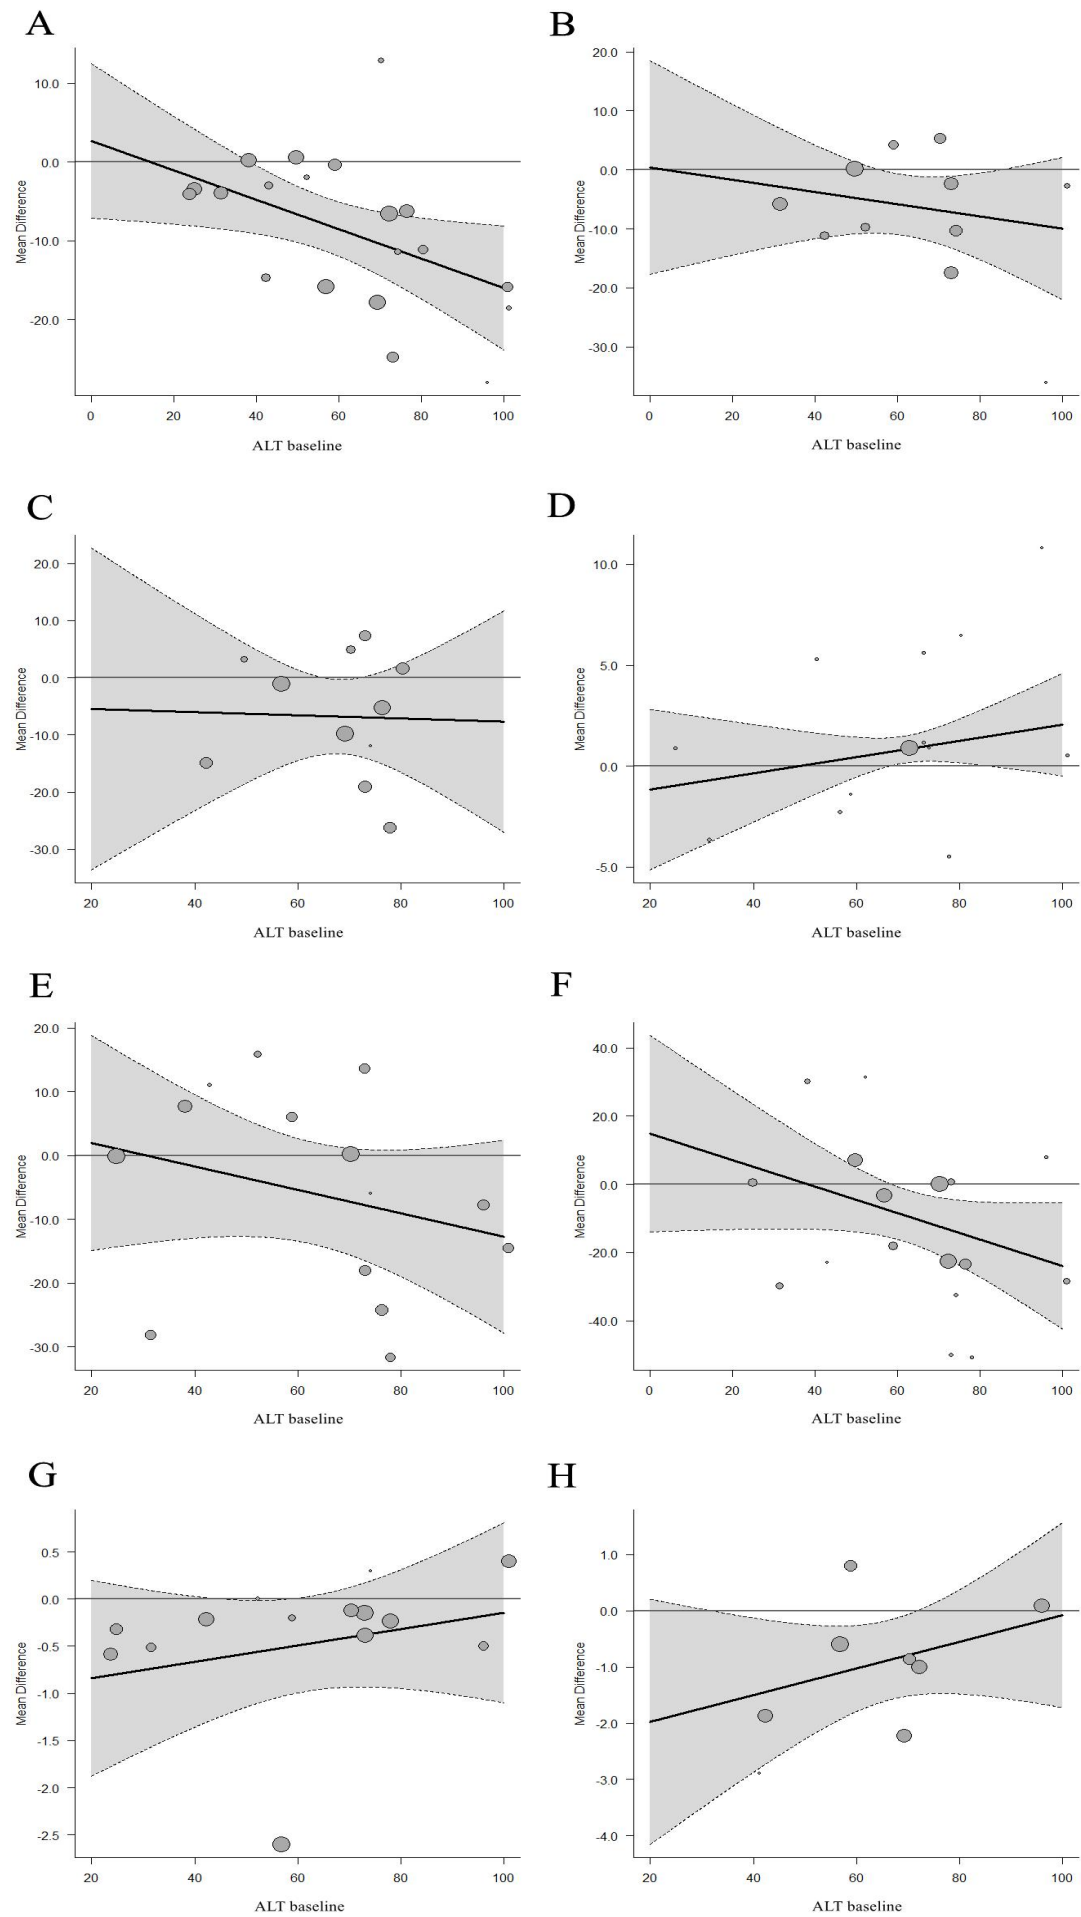 A
B
10.0
0.0
-10.0
-20.0
Mean Difference
0 20 40 60 80 100
ALT baseline
20.0
10.0
0.0
-10.0
-20.0
-30.0
Mean Difference
0 20 40 60 80 100
ALT baseline
C
D
20.0
10.0
0.0
-10.0
-20.0
-30.0
Mean Difference
20 40 60 80 100
ALT baseline
10.0
5.0
0.0
-5.0
Mean Difference
20 40 60 80 100
ALT baseline
E
F
20.0
10.0
0.0
-10.0
-20.0
-30.0
Mean Difference
20 40 60 80 100
ALT baseline
40.0
20.0
0.0
-20.0
-40.0
Mean Difference
0 20 40 60 80 100
ALT baseline
G
H
0.5
0.0
-0.5
-1.0
-1.5
-2.0
-2.5
Mean Difference
20 40 60 80 100
ALT baseline
1.0
0.0
-1.0
-2.0
-3.0
-4.0
Mean Difference
20 40 60 80 100
ALT baseline